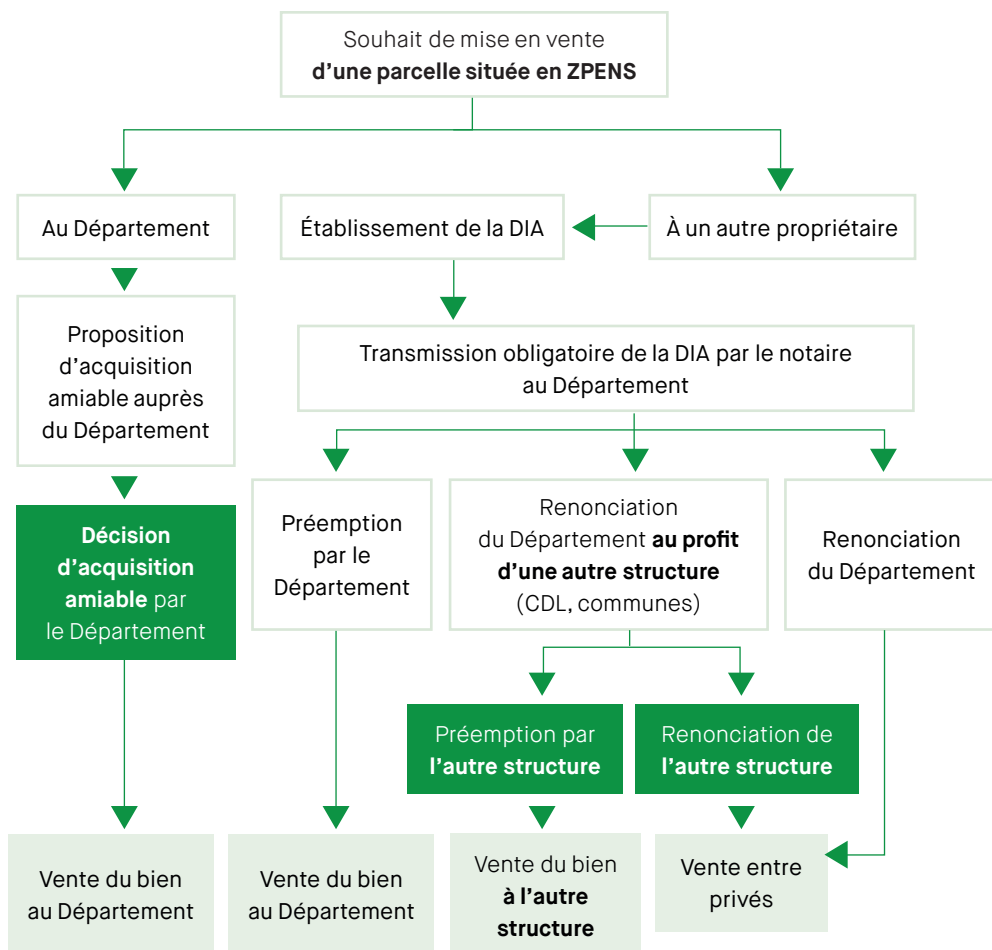 Souhait de mise en vente
d’une parcelle située en ZPENS
Au Département
Établissement de la DIA
À un autre propriétaire
Proposition
d’acquisition
amiable auprès
du Département
Transmission obligatoire de la DIA par le notaire
au Département
Décision
d’acquisition
amiable par
le Département
Préemption
par le
Département
Renonciation
du Département au profit
d’une autre structure
(CDL, communes)
Renonciation
du Département
Préemption par
l’autre structure
Renonciation de
l’autre structure
Vente du bien
au Département
Vente du bien
au Département
Vente du bien
à l’autre
structure
Vente entre
privés